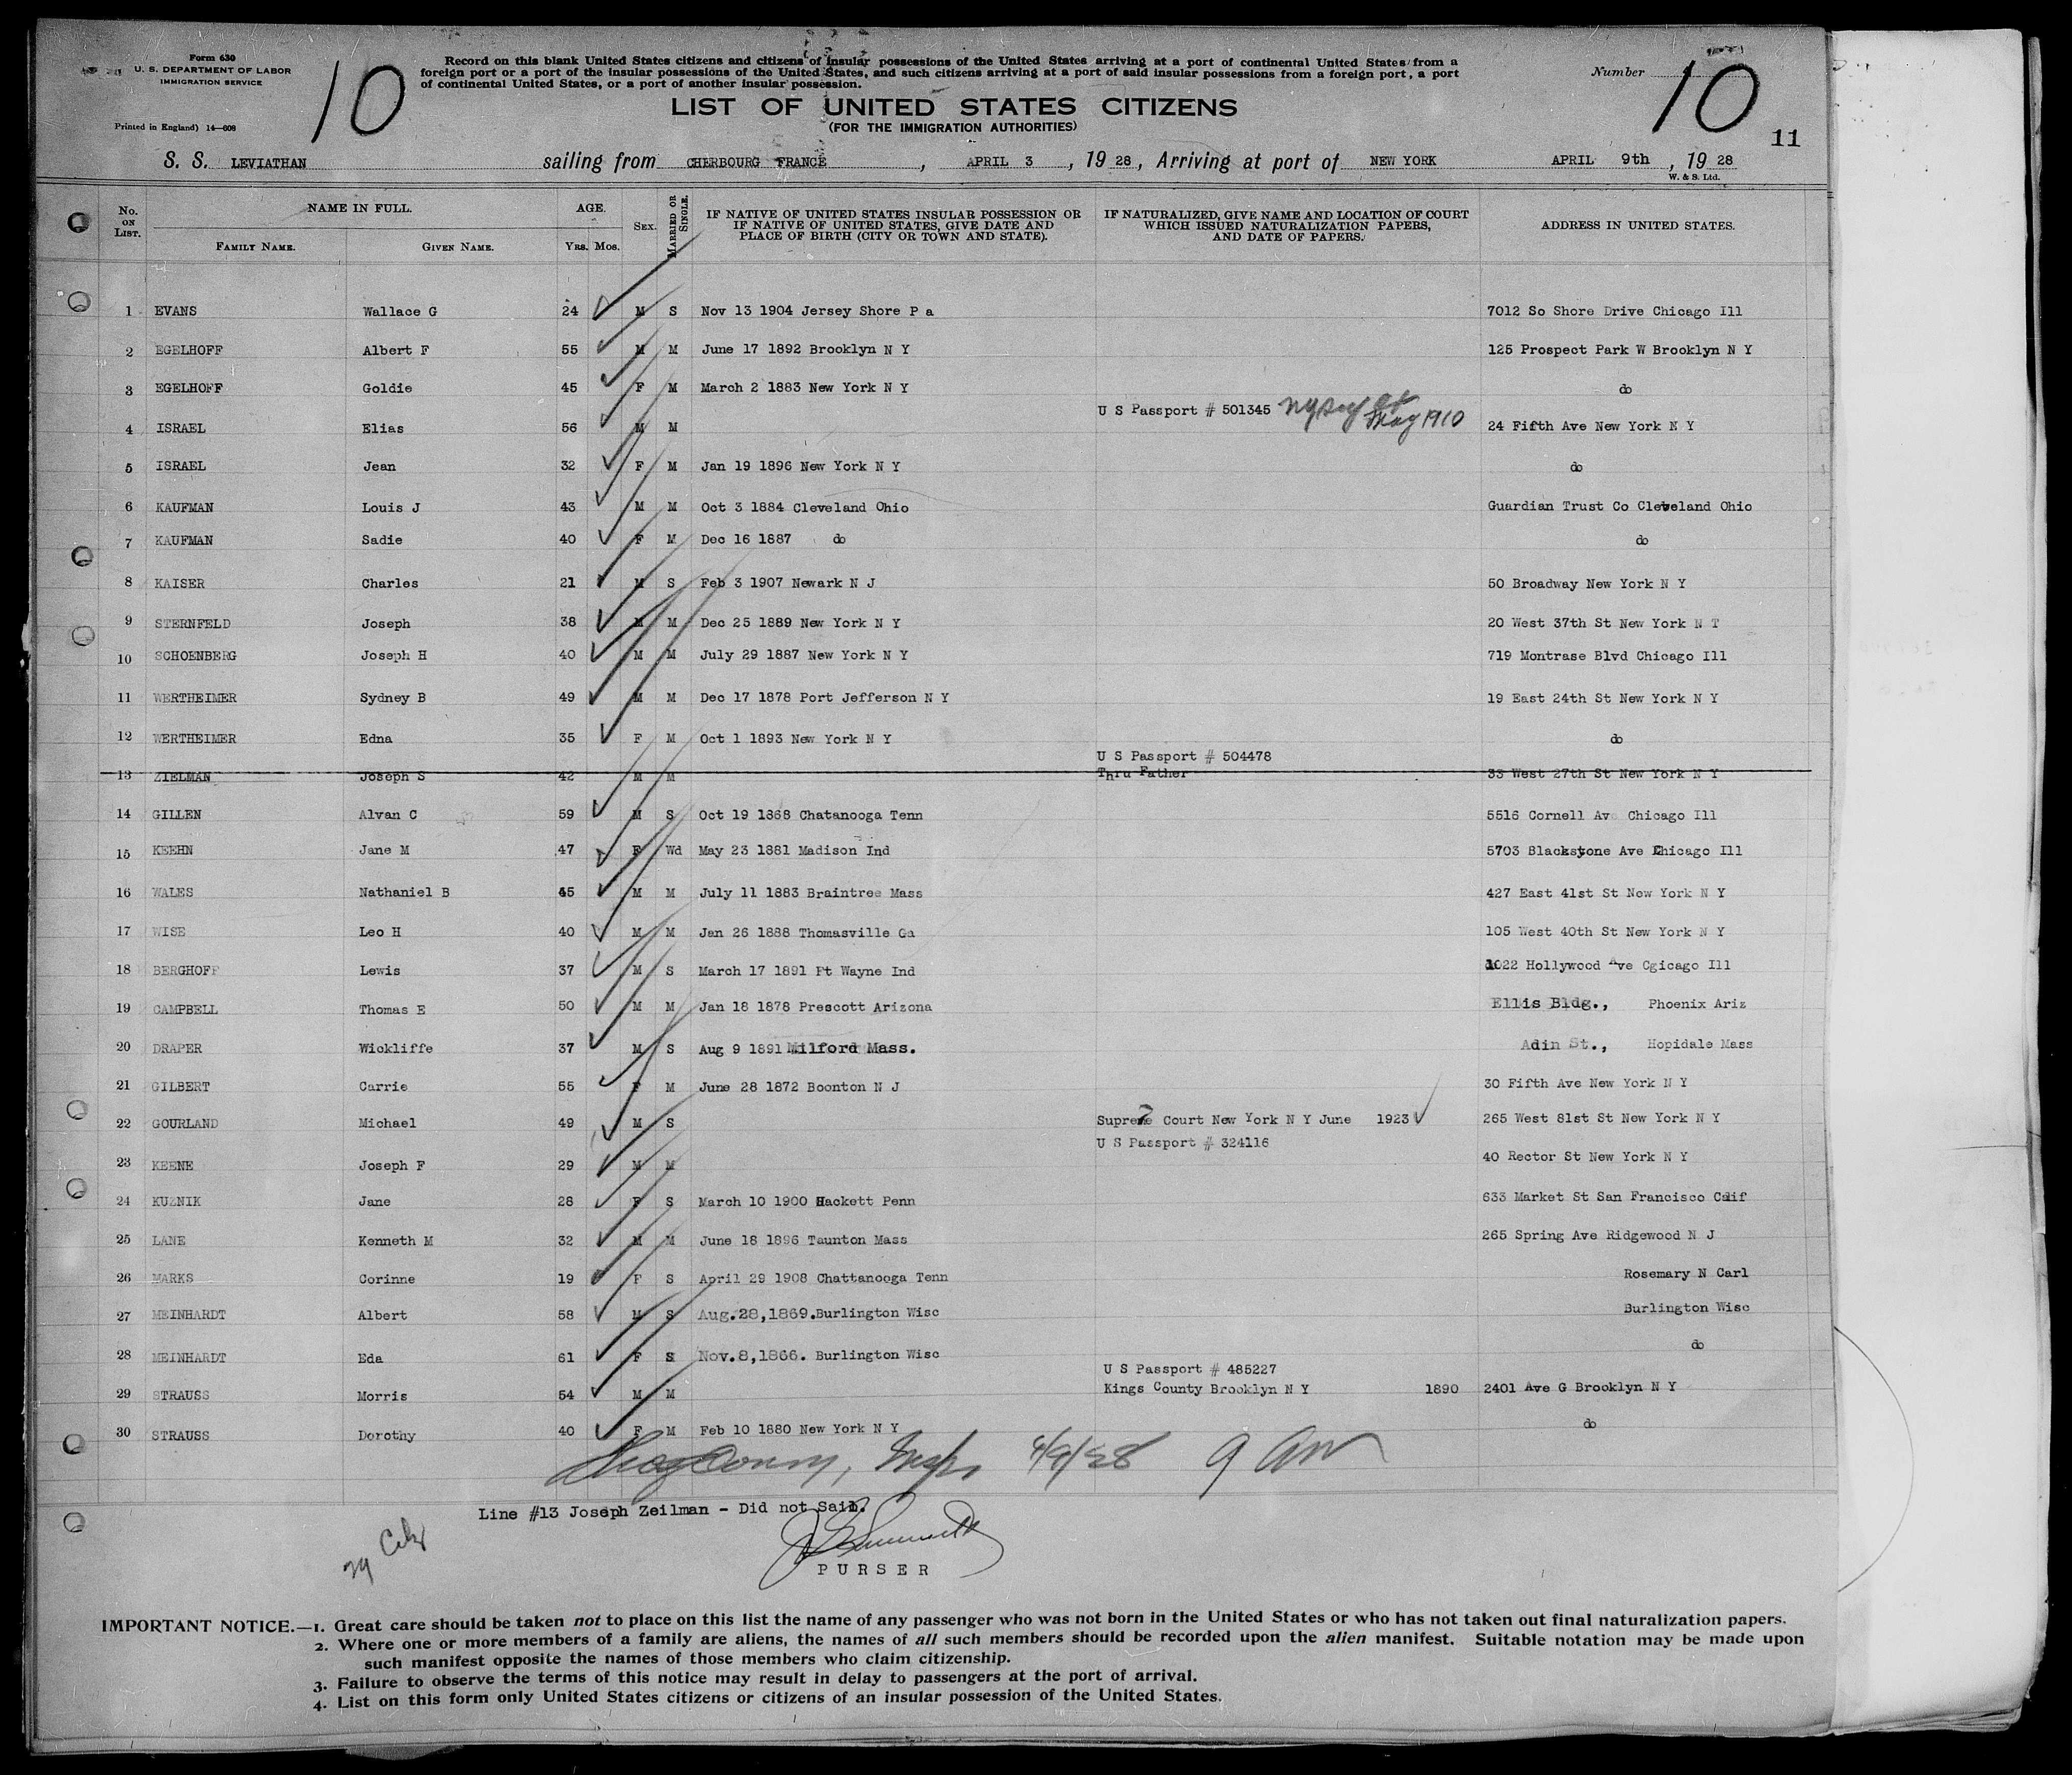 Form 630
U. S. DEPARTMENT OF LABOR
IMMIGRATION SERVICE
Printed in England) 14—608
10
Record on this blank United States citizens and citizens of insular possessions of the United States arriving at a port of continental United States from a
foreign port or a port of the insular possessions of the United States, and such citizens arriving at a port of said insular possessions from a foreign port, a port
of continental United States, or a port of another insular possession.
LIST OF UNITED STATES CITIZENS
(FOR THE IMMIGRATION AUTHORITIES)
Number 10
11
S. S. LEVIATHAN sailing from CHERBOURG FRANCE, APRIL 3, 1928, Arriving at port of NEW YORK APRIL 9th, 1928
W. & S. Ltd.
No. ON LIST. NAME IN FULL. FAMILY NAME. GIVEN NAME. AGE. YRS. MOS. SEX. MARRIED OR SINGLE. IF NATIVE OF UNITED STATES INSULAR POSSESSION OR IF NATIVE OF UNITED STATES, GIVE DATE AND PLACE OF BIRTH (CITY OR TOWN AND STATE). IF NATURALIZED, GIVE NAME AND LOCATION OF COURT WHICH ISSUED NATURALIZATION PAPERS, AND DATE OF PAPERS. ADDRESS IN UNITED STATES.
1 EVANS Wallace G 24 M S Nov 13 1904 Jersey Shore P a 7012 So Shore Drive Chicago Ill
2 EGELHOFF Albert F 55 M M June 17 1892 Brooklyn N Y 125 Prospect Park W Brooklyn N Y
3 EGELHOFF Goldie 45 F M March 2 1883 New York N Y do
U S Passport # 501345 May 1910
4 ISRAEL Elias 56 M M 24 Fifth Ave New York N Y
5 ISRAEL Jean 32 F M Jan 19 1896 New York N Y do
6 KAUFMAN Louis J 43 M M Oct 3 1884 Cleveland Ohio Guardian Trust Co Cleveland Ohio
7 KAUFMAN Sadie 40 F M Dec 16 1887 do do
8 KAISER Charles 21 M S Feb 3 1907 Newark N J 50 Broadway New York N Y
9 STERNFELD Joseph 38 M M Dec 25 1889 New York N Y 20 West 37th St New York N T
10 SCHOENBERG Joseph H 40 M M July 29 1887 New York N Y 719 Montrase Blvd Chicago Ill
11 WERTHEIMER Sydney B 49 M M Dec 17 1878 Port Jefferson N Y 19 East 24th St New York N Y
12 WERTHEIMER Edna 35 F M Oct 1 1893 New York N Y do
U S Passport # 504478
13 ZIELMAN Joseph S 42 M M Thru Father 33 West 27th St New York N Y
14 GILLEN Alvan C 59 M S Oct 19 1868 Chatanooga Tenn 5516 Cornell Av Chicago Ill
15 KEEHN Jane M 47 F Wd May 23 1881 Madison Ind 5703 Blackstone Ave Chicago Ill
16 WALES Nathaniel B 45 M M July 11 1883 Braintree Mass 427 East 41st St New York N Y
17 WISE Leo H 40 M M Jan 26 1888 Thomasville Ga 105 West 40th St New York N Y
18 BERGHOFF Lewis 37 M S March 17 1891 Ft Wayne Ind 1022 Hollywood Ave Cgicago Ill
19 CAMPBELL Thomas E 50 M M Jan 18 1878 Prescott Arizona Ellis Bldg., Phoenix Ariz
20 DRAPER Wickliffe 37 M S Aug 9 1891 Milford Mass. Adin St., Hopidale Mass
21 GILBERT Carrie 55 F M June 28 1872 Boonton N J 30 Fifth Ave New York N Y
22 GOURLAND Michael 49 M S Supreme Court New York N Y June 1923 265 West 81st St New York N Y
U S Passport # 324116
23 KEENE Joseph F 29 M M 40 Rector St New York N Y
24 KUZNIK Jane 28 F S March 10 1900 Hackett Penn 633 Market St San Francisco Calif
25 LANE Kenneth M 32 M M June 18 1896 Taunton Mass 265 Spring Ave Ridgewood N J
26 MARKS Corinne 19 F S April 29 1908 Chattanooga Tenn Rosemary N Carl
27 MEINHARDT Albert 58 M S Aug.28,1869.Burlington Wisc Burlington Wisc
28 MEINHARDT Eda 61 F S Nov.8,1866. Burlington Wisc do
U S Passport # 485227
29 STRAUSS Morris 54 M M Kings County Brooklyn N Y 1890 2401 Ave G Brooklyn N Y
30 STRAUSS Dorothy 40 F M Feb 10 1880 New York N Y do
4/9/28 9 AM
Line #13 Joseph Zeilman - Did not Sail.
PURSER
29
IMPORTANT NOTICE.—1. Great care should be taken not to place on this list the name of any passenger who was not born in the United States or who has not taken out final naturalization papers.
2. Where one or more members of a family are aliens, the names of all such members should be recorded upon the alien manifest. Suitable notation may be made upon
such manifest opposite the names of those members who claim citizenship.
3. Failure to observe the terms of this notice may result in delay to passengers at the port of arrival.
4. List on this form only United States citizens or citizens of an insular possession of the United States.